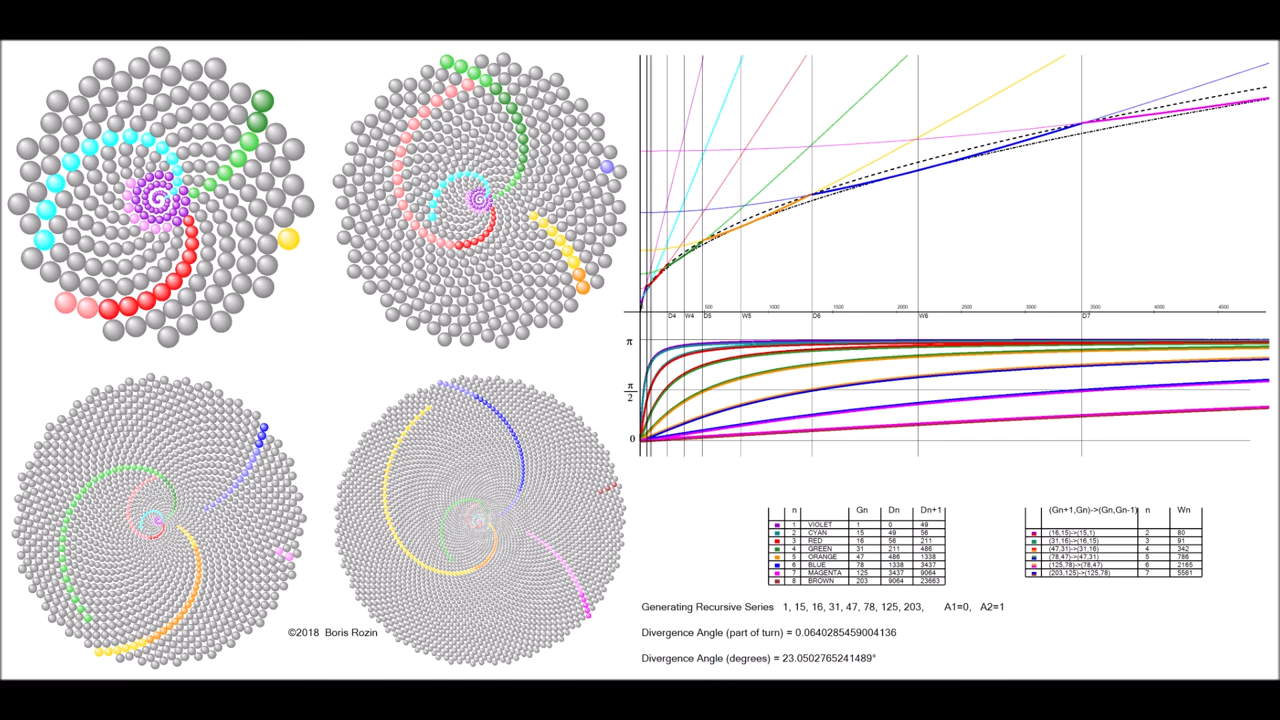 500 1000 1500 2000 2500 3000 3500 4000 4500
D4 W4 D5 W5 D6 W6 D7
π
π
2
0
n Gn Dn Dn+1
1 VIOLET 1 0 49
2 CYAN 15 49 56
3 RED 16 56 211
4 GREEN 31 211 486
5 ORANGE 47 486 1338
6 BLUE 78 1338 3437
7 MAGENTA 125 3437 9064
8 BROWN 203 9064 23663
(Gn+1,Gn)->(Gn,Gn-1) n Wn
(16,15)->(15,1) 2 80
(31,16)->(16,15) 3 91
(47,31)->(31,16) 4 342
(78,47)->(47,31) 5 786
(125,78)->(78,47) 6 2165
(203,125)->(125,78) 7 5561
Generating Recursive Series 1, 15, 16, 31, 47, 78, 125, 203, A1=0, A2=1
©2018 Boris Rozin
Divergence Angle (part of turn) = 0.0640285459004136
Divergence Angle (degrees) = 23.0502765241489°